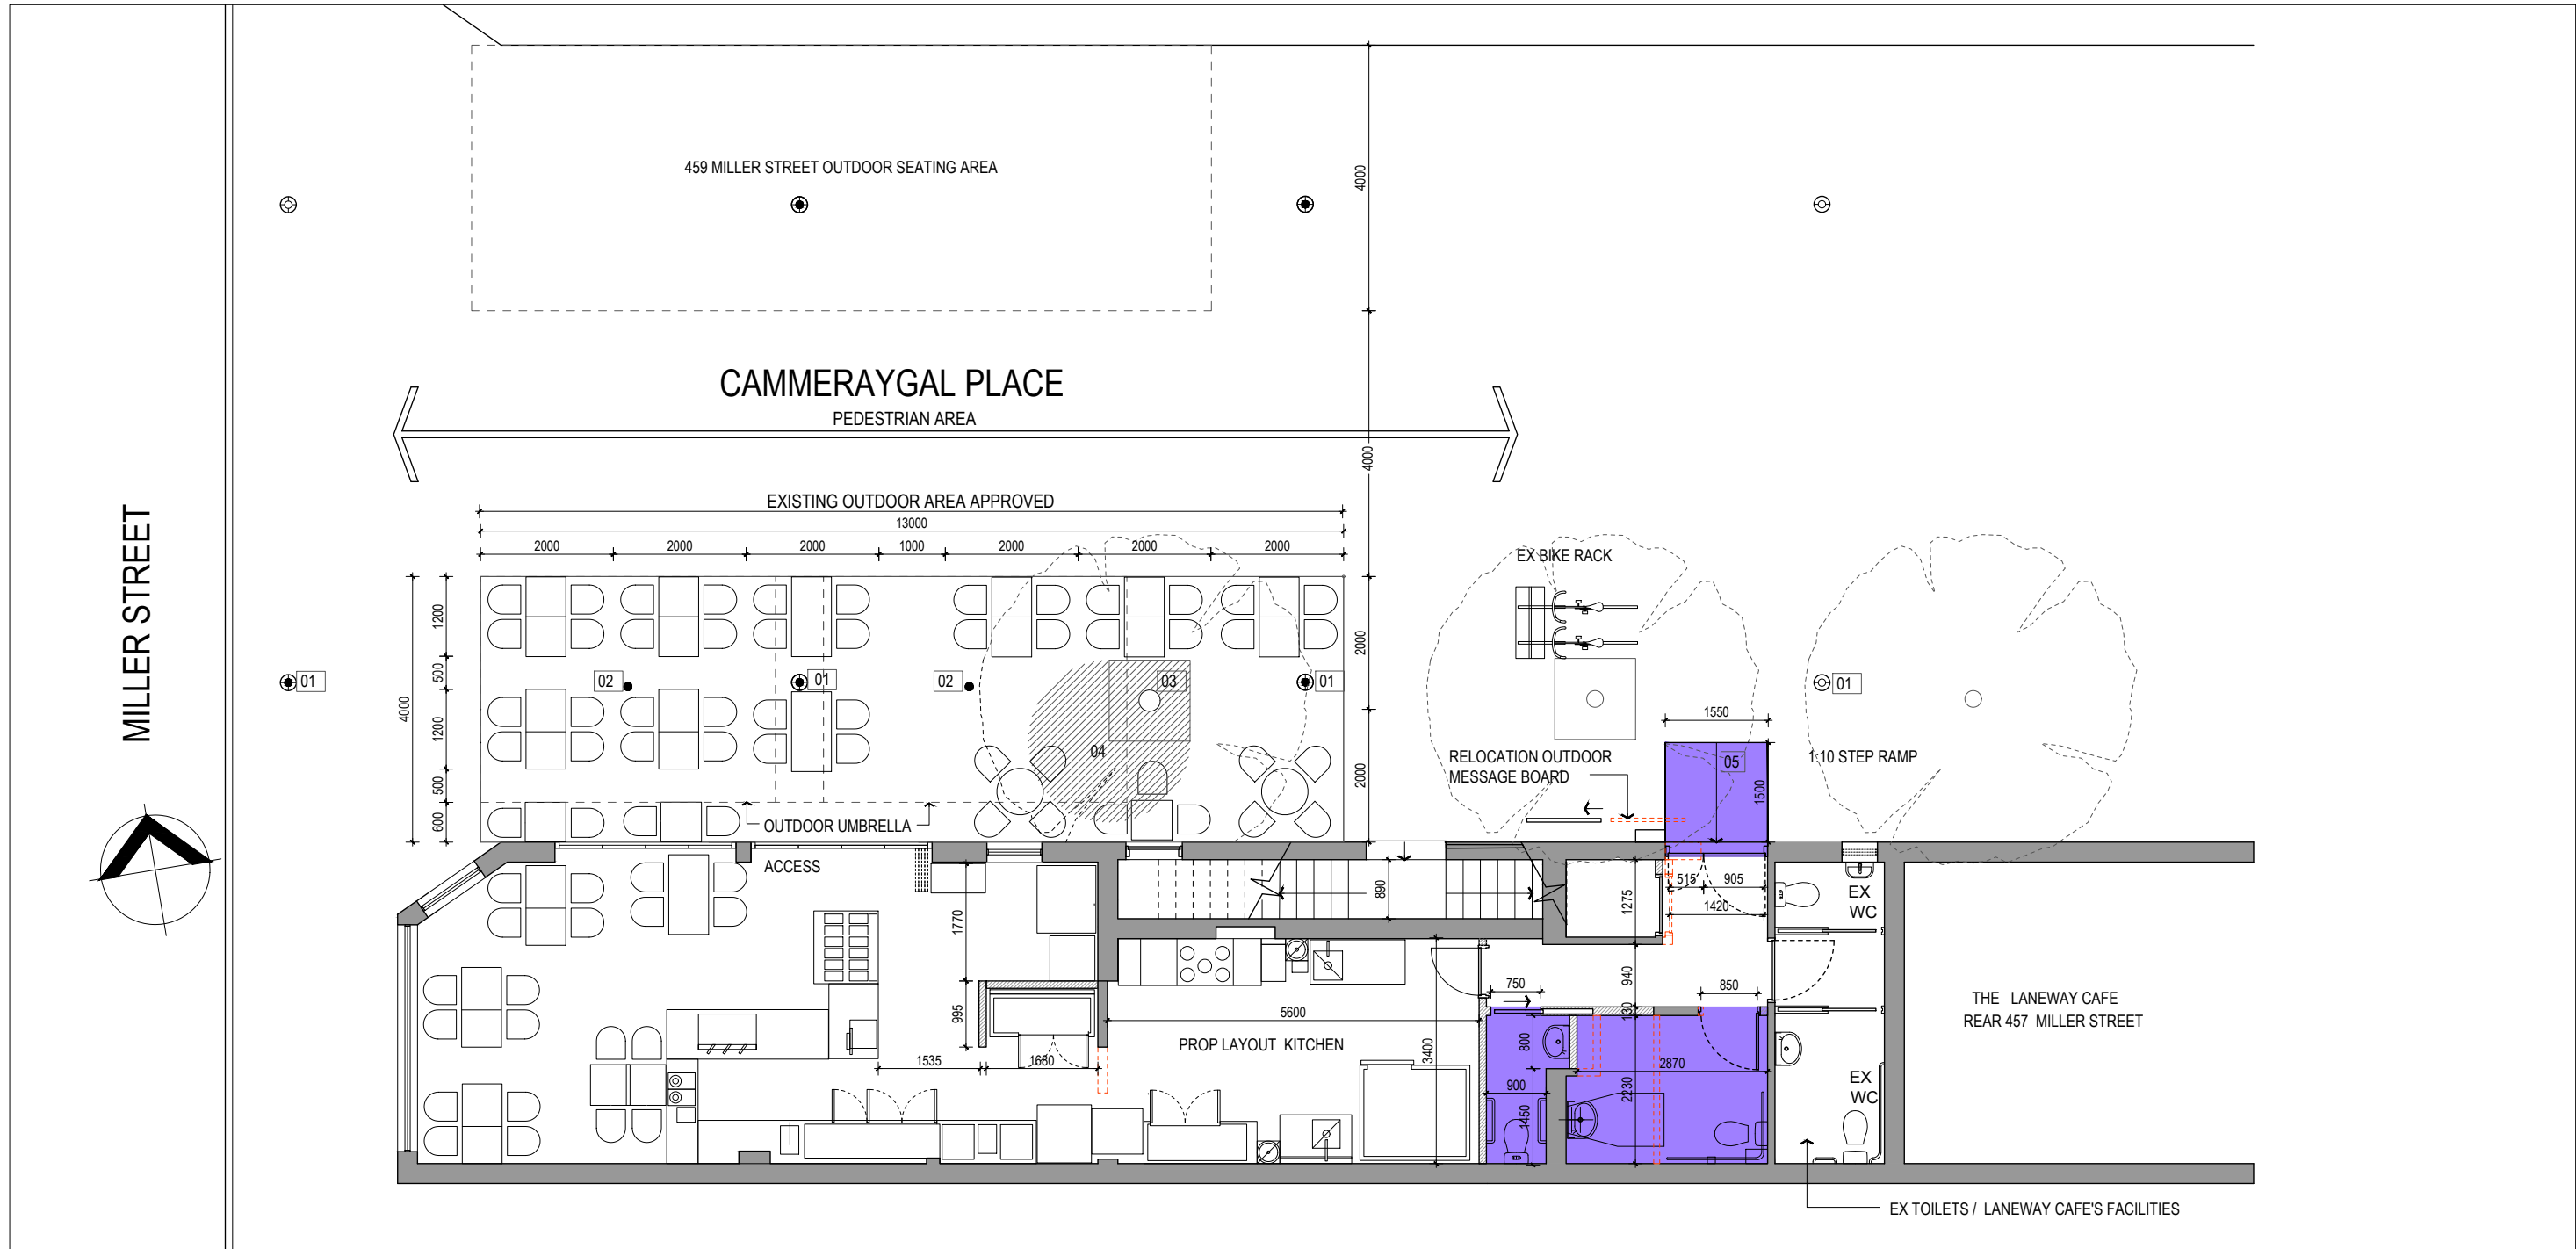 459 MILLER STREET OUTDOOR SEATING AREA
4000
CAMMERAYGAL PLACE
PEDESTRIAN AREA
4000
MILLER STREET
EXISTING OUTDOOR AREA APPROVED
13000
2000
2000
2000
1000
2000
2000
2000
EX BIKE RACK
4000
1200
500
1200
500
600
2000
2000
01
02
01
02
03
01
01
04
1550
RELOCATION OUTDOOR
MESSAGE BOARD
05
1500
1:10 STEP RAMP
OUTDOOR UMBRELLA
ACCESS
890
1275
515
905
1420
EX
WC
1770
995
940
750
850
130
5600
PROP LAYOUT KITCHEN
3400
800
2870
900
2230
1450
1535
1680
EX
WC
THE LANEWAY CAFE
REAR 457 MILLER STREET
EX TOILETS / LANEWAY CAFE'S FACILITIES